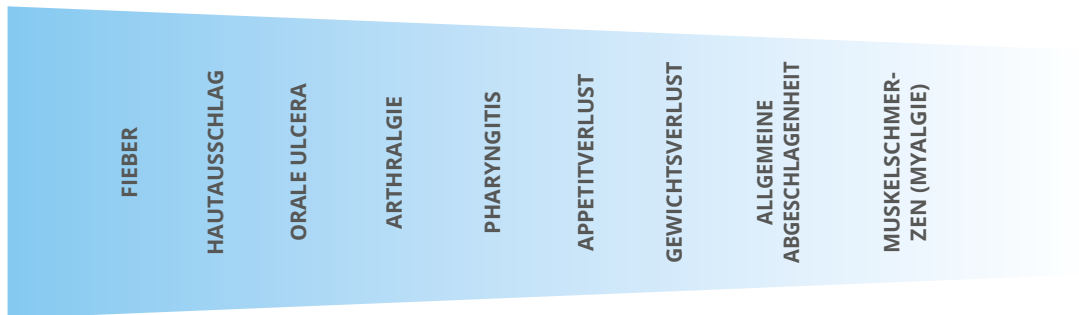 FIEBER
HAUTAUSSCHLAG
ORALE ULCERA
ARTHRALGIE
PHARYNGITIS
APPETITVERLUST
GEWICHTSVERLUST
ALLGEMEINE
ABGESCHLAGENHEIT
MUSKELSCHMER-
ZEN (MYALGIE)